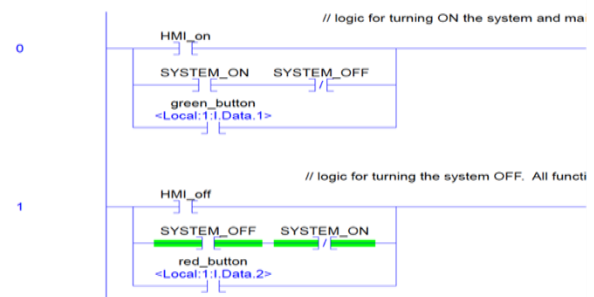 // logic for turning ON the system and ma
HMI_on
0
SYSTEM_ON SYSTEM_OFF
green_button
<Local:1:I.Data.1>
// logic for turning the system OFF. All functi
HMI_off
1
SYSTEM_OFF SYSTEM_ON
red_button
<Local:1:I.Data.2>